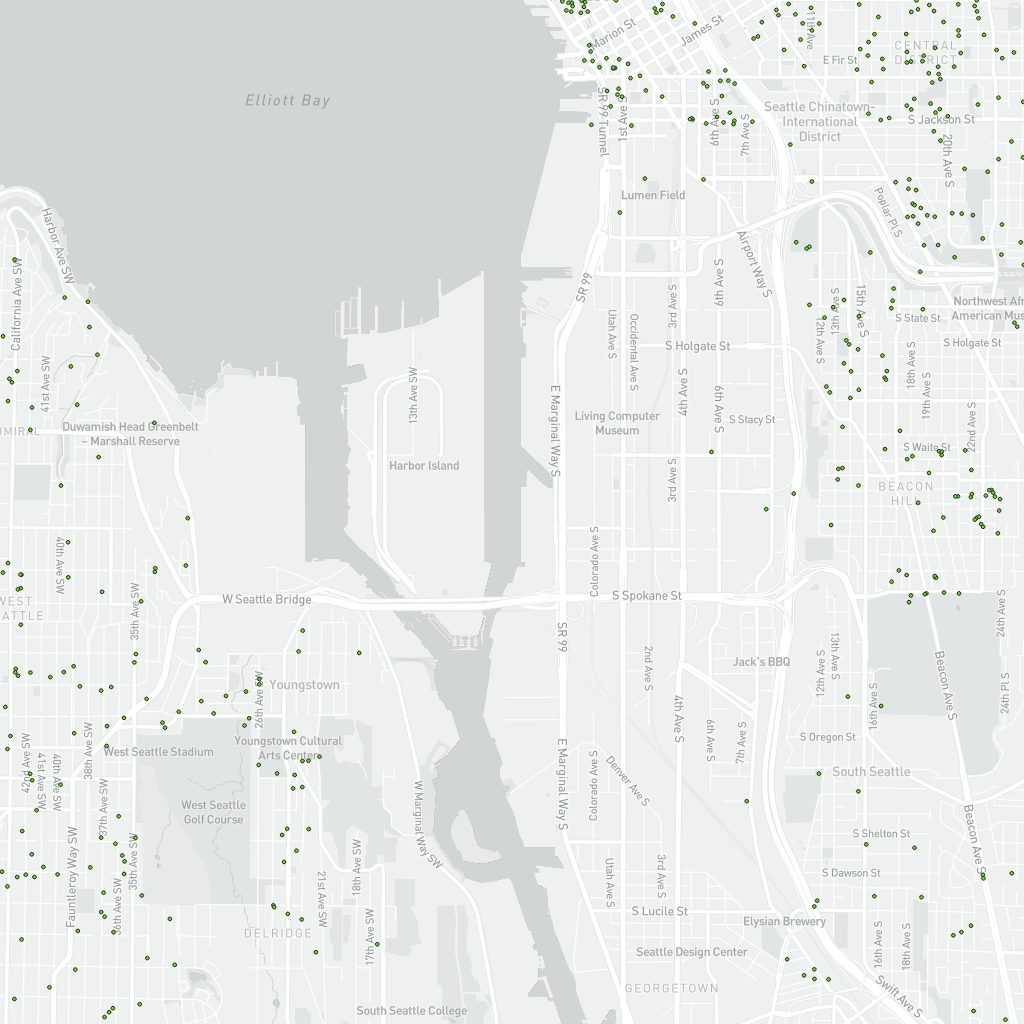 Marion St
James St
11th Ave
E Fir St
CENTRAL
DISTRICT
Elliott Bay
SR 99 Tunnel
1st Ave S
6th Ave S
7th Ave S
Seattle Chinatown-
International
District
S Jackson St
20th Ave S
Lumen Field
Poplar Pl S
Harbor Ave SW
California Ave SW
Airport Way S
SR 99
6th Ave S
3rd Ave S
15th Ave S
13th Ave S
12th Ave S
Northwest Afri
American Mus
S State St
S Holgate St
Utah Ave S
Occidental Ave S
S Holgate St
41st Ave SW
18th Ave S
19th Ave S
13th Ave SW
E Marginal Way S
4th Ave S
6th Ave S
Living Computer
Museum
S Stacy St
22nd Ave S
Duwamish Head Greenbelt
– Marshall Reserve
DMIRAL
Harbor Island
S Waite St
3rd Ave S
BEACON
HILL
40th Ave SW
Colorado Ave S
35th Ave SW
WEST
EATTLE
W Seattle Bridge
S Spokane St
24th Ave S
SR 99
2nd Ave S
Jack's BBQ
12th Ave S
13th Ave S
Beacon Ave S
24th Pl S
16th Ave S
Youngstown
26th Ave SW
4th Ave S
6th Ave S
7th Ave S
S Oregon St
Youngstown Cultural
Arts Center
West Seattle Stadium
38th Ave SW
42nd Ave SW
41st Ave SW
40th Ave SW
E Marginal Way S
Colorado Ave S
Denver Ave S
South Seattle
W Marginal Way SW
West Seattle
Golf Course
37th Ave SW
35th Ave SW
Fauntleroy Way SW
36th Ave SW
Beacon Ave S
S Shelton St
S Dawson St
18th Ave SW
21st Ave SW
17th Ave SW
Utah Ave S
3rd Ave S
S Lucile St
Elysian Brewery
16th Ave S
18th Ave S
DELRIDGE
Seattle Design Center
GEORGETOWN
Swift Ave S
South Seattle College